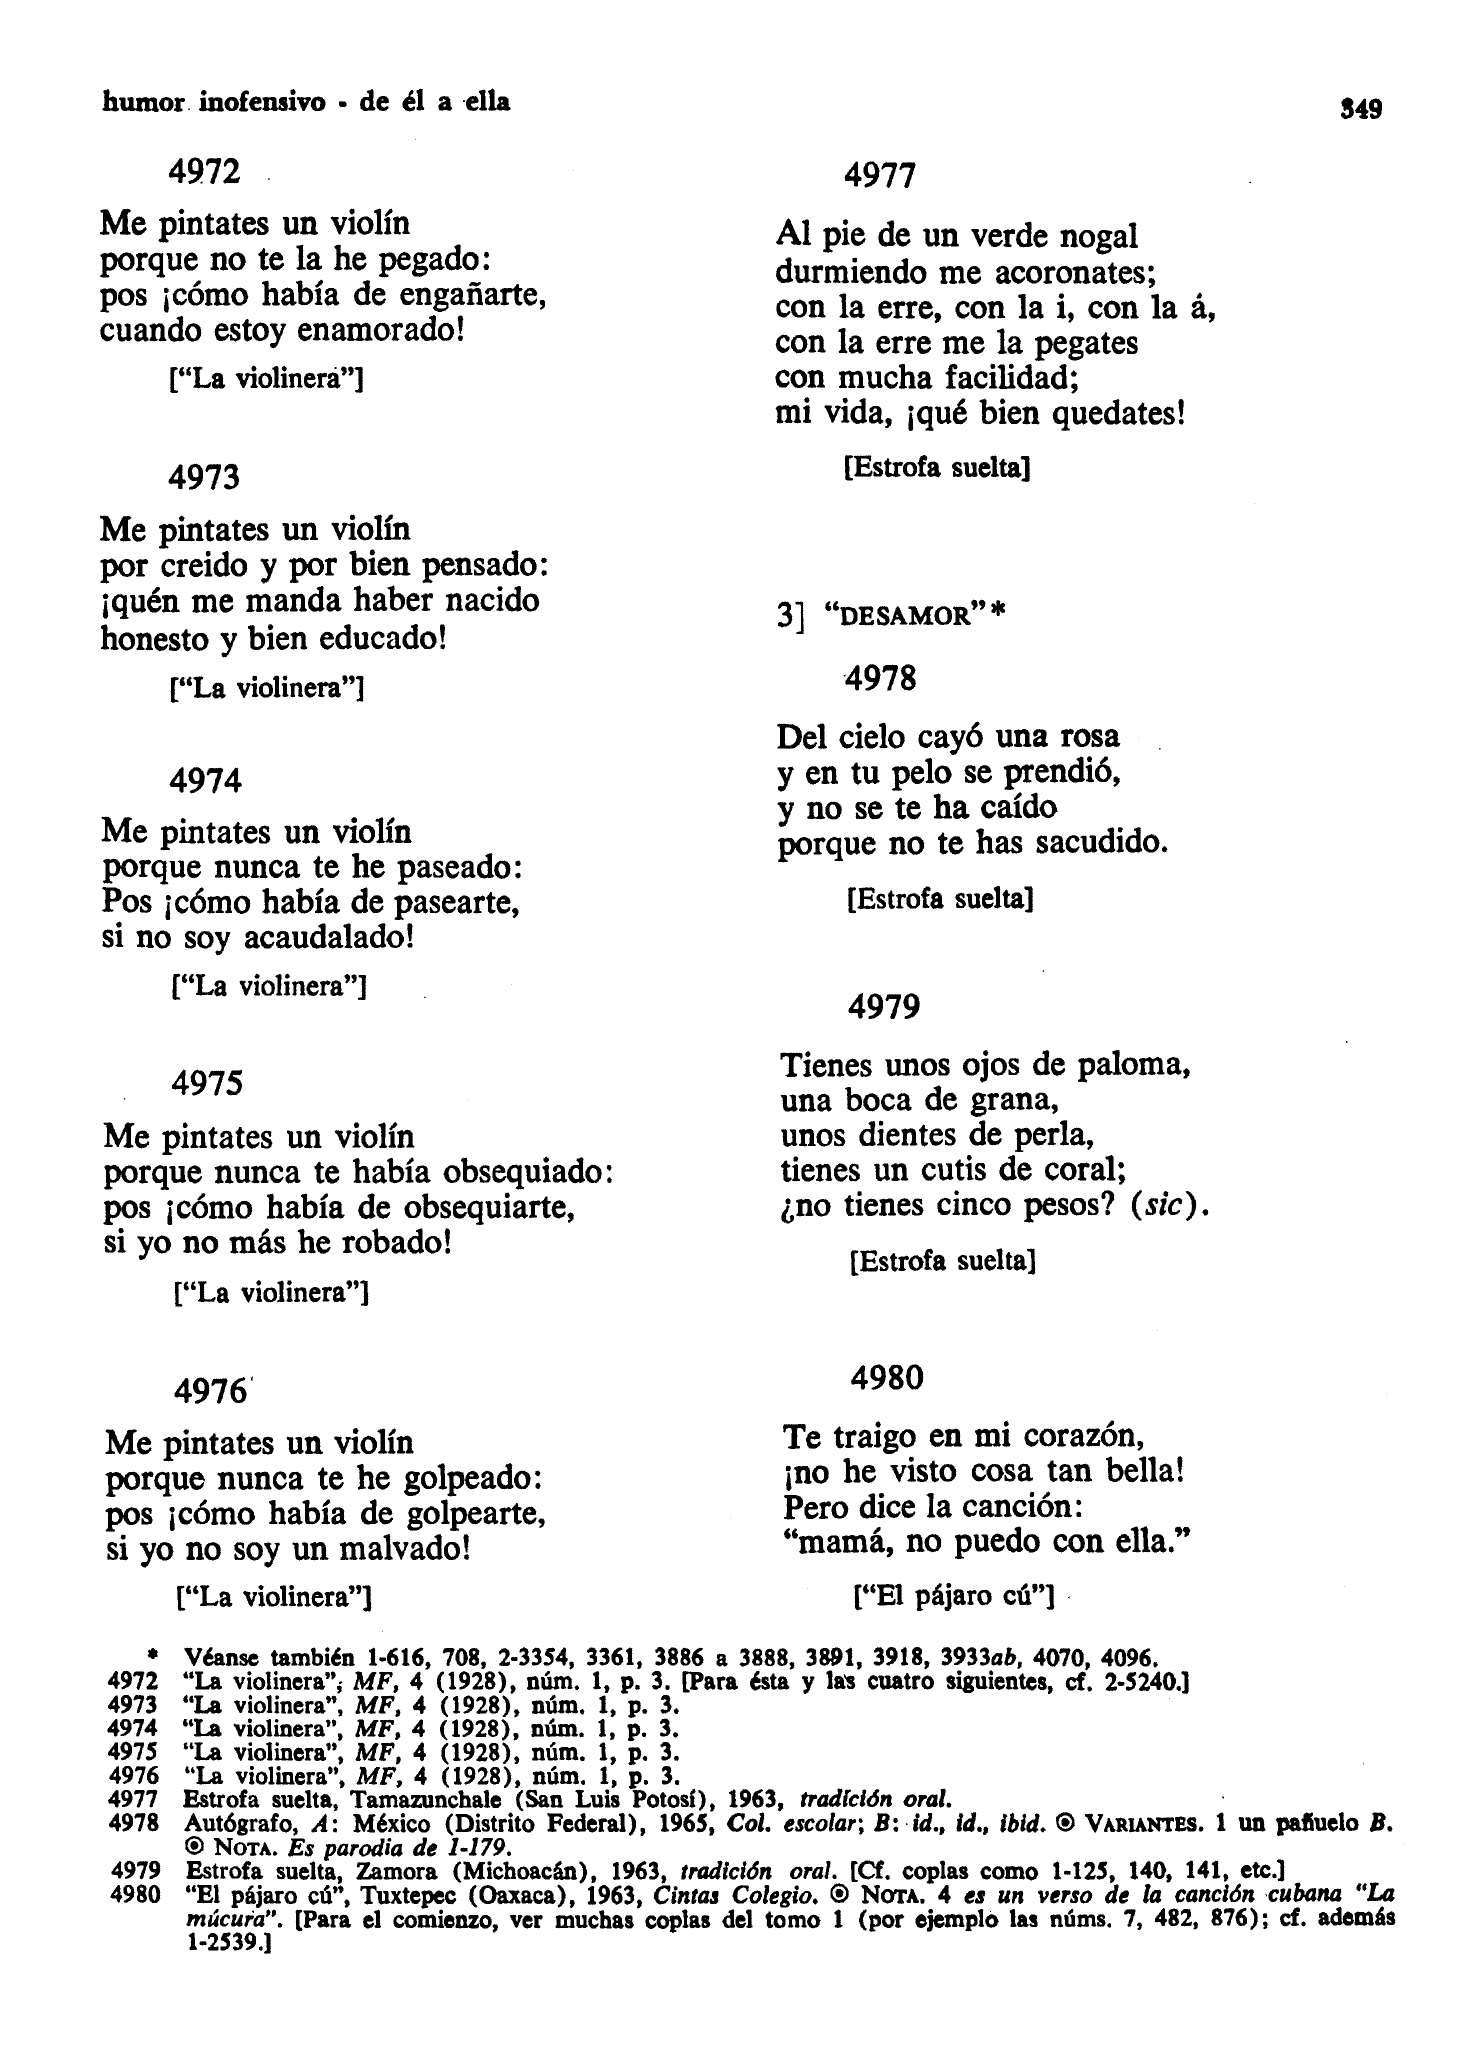 humor inofensivo - de él a ella
349
4972
Me pintates un violín
porque no te la he pegado:
pos ¡cómo había de engañarte,
cuando estoy enamorado!
["La violinera"]
4973
Me pintates un violín
por creido y por bien pensado:
¡quén me manda haber nacido
honesto y bien educado!
["La violinera"]
4974
Me pintates un violín
porque nunca te he paseado:
Pos ¡cómo había de pasearte,
si no soy acaudalado!
["La violinera"]
4975
Me pintates un violín
porque nunca te había obsequiado:
pos ¡cómo había de obsequiarte,
si yo no más he robado!
["La violinera"]
4976
Me pintates un violín
porque nunca te he golpeado:
pos ¡cómo había de golpearte,
si yo no soy un malvado!
["La violinera"]
4977
Al pie de un verde nogal
durmiendo me acoronates;
con la erre, con la i, con la á,
con la erre me la pegates
con mucha facilidad;
mi vida, ¡qué bien quedates!
[Estrofa suelta]
3] "DESAMOR"*
4978
Del cielo cayó una rosa
y en tu pelo se prendió,
y no se te ha caído
porque no te has sacudido.
[Estrofa suelta]
4979
Tienes unos ojos de paloma,
una boca de grana,
unos dientes de perla,
tienes un cutis de coral;
¿no tienes cinco pesos? (sic).
[Estrofa suelta]
4980
Te traigo en mi corazón,
¡no he visto cosa tan bella!
Pero dice la canción:
"mamá, no puedo con ella."
["El pájaro cú"]
* Véanse también 1-616, 708, 2-3354, 3361, 3886 a 3888, 3891, 3918, 3933ab, 4070, 4096.
4972 "La violinera", MF, 4 (1928), núm. 1, p. 3. [Para ésta y las cuatro siguientes, cf. 2-5240.]
4973 "La violinera", MF, 4 (1928), núm. 1, p. 3.
4974 "La violinera", MF, 4 (1928), núm. 1, p. 3.
4975 "La violinera", MF, 4 (1928), núm. 1, p. 3.
4976 "La violinera", MF, 4 (1928), núm. 1, p. 3.
4977 Estrofa suelta, Tamazunchale (San Luis Potosí), 1963, tradición oral.
4978 Autógrafo, A: México (Distrito Federal), 1965, Col. escolar; B: id., id., ibid. ® VARIANTES. 1 un pañuelo B.
® NOTA. Es parodia de 1-179.
4979 Estrofa suelta, Zamora (Michoacán), 1963, tradición oral. [Cf. coplas como 1-125, 140, 141, etc.]
4980 "El pájaro cú", Tuxtepec (Oaxaca), 1963, Cintas Colegio. ® NOTA. 4 es un verso de la canción cubana "La
múcura". [Para el comienzo, ver muchas coplas del tomo 1 (por ejemplo las núms. 7, 482, 876); cf. además
1-2539.]